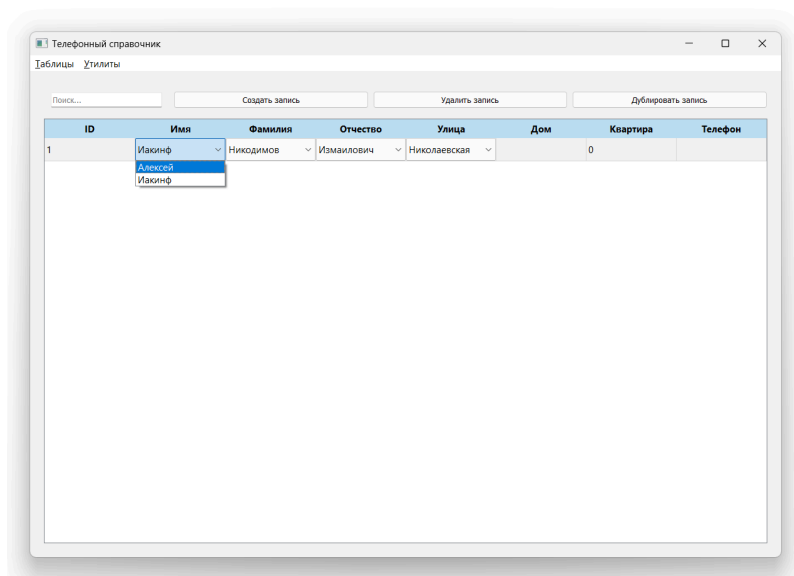 Телефонный справочник
Таблицы Утилиты
Поиск... Создать запись Удалить запись Дублировать запись
ID Имя Фамилия Отчество Улица Дом Квартира Телефон
1 Иакинф Никодимов Измаилович Николаевская 0
Алексей
Иакинф